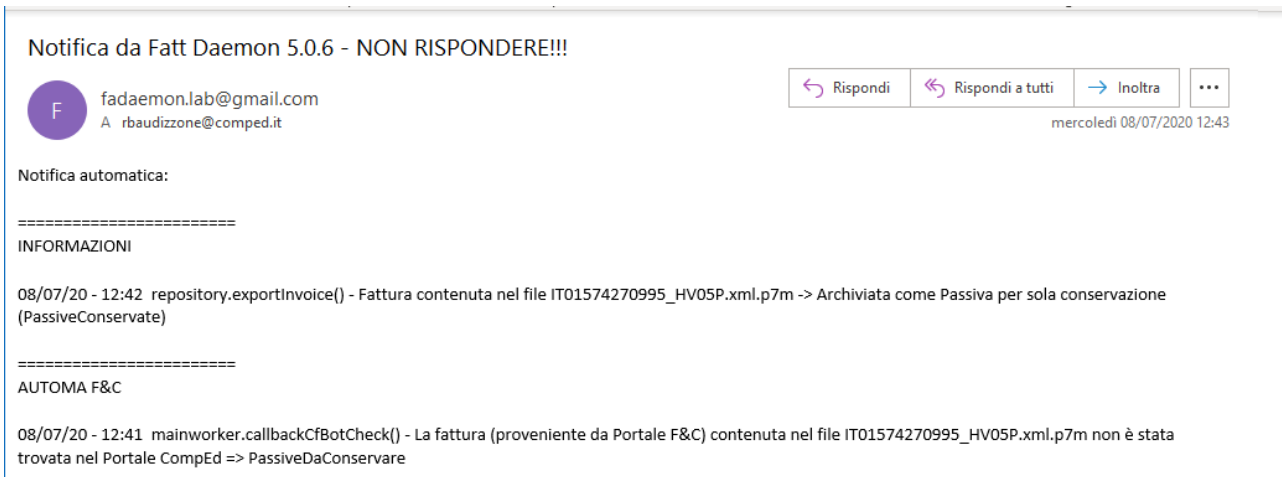 Notifica da Fatt Daemon 5.0.6 - NON RISPONDERE!!!
F
fadaemon.lab@gmail.com
A rbaudizzone@comped.it
Rispondi
Rispondi a tutti
Inoltra
...
mercoledì 08/07/2020 12:43
Notifica automatica:
========================
INFORMAZIONI
08/07/20 - 12:42 repository.exportInvoice() - Fattura contenuta nel file IT01574270995_HV05P.xml.p7m -> Archiviata come Passiva per sola conservazione
(PassiveConservate)
========================
AUTOMA F&C
08/07/20 - 12:41 mainworker.callbackCfBotCheck() - La fattura (proveniente da Portale F&C) contenuta nel file IT01574270995_HV05P.xml.p7m non è stata
trovata nel Portale CompEd => PassiveDaConservare